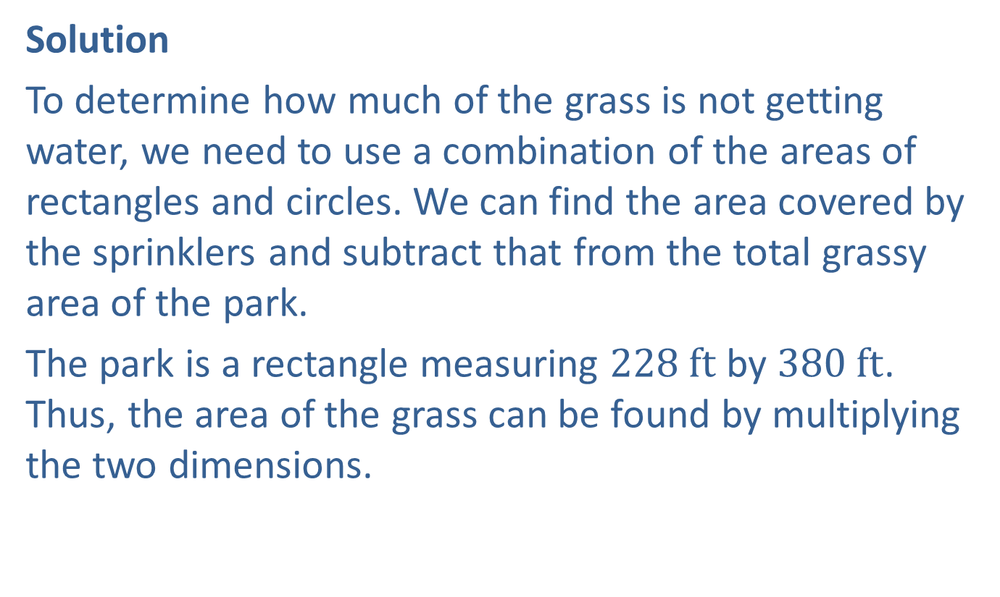 Solution
To determine how much of the grass is not getting
water, we need to use a combination of the areas of
rectangles and circles. We can find the area covered by
the sprinklers and subtract that from the total grassy
area of the park.
The park is a rectangle measuring 228 ft by 380 ft.
Thus, the area of the grass can be found by multiplying
the two dimensions.